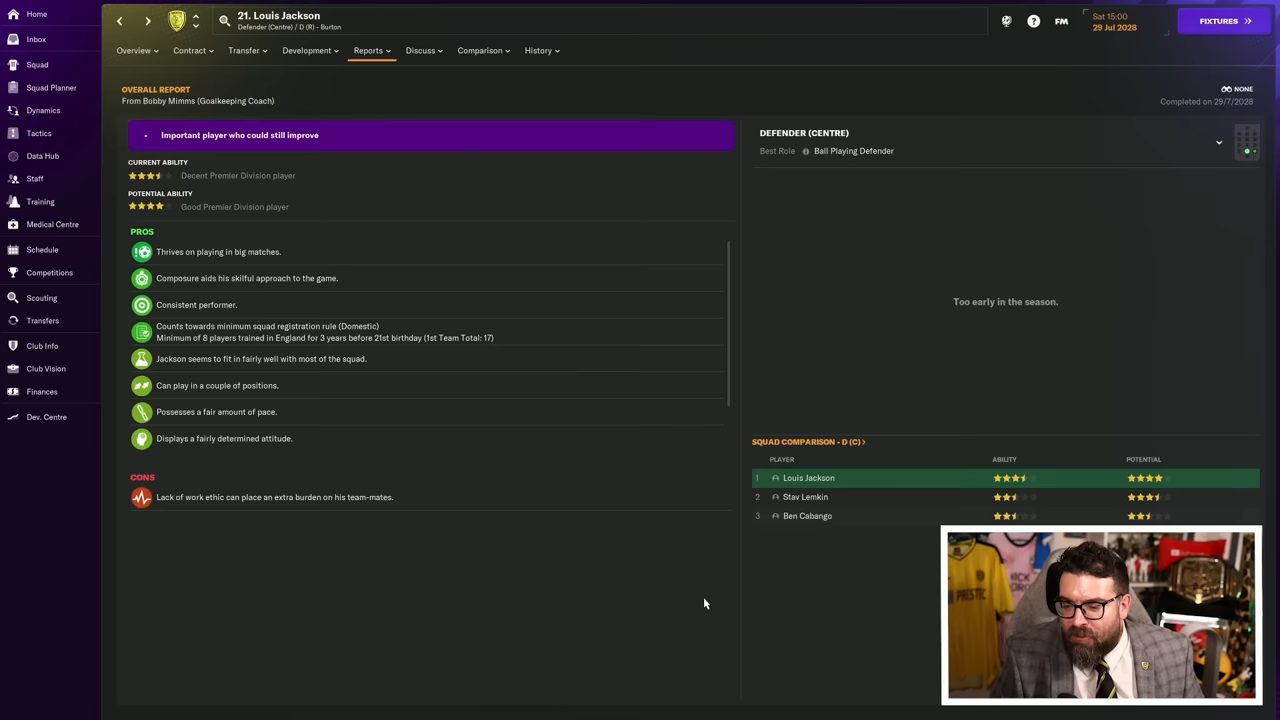 Home
Inbox
Squad
Squad Planner
Dynamics
Tactics
Data Hub
Staff
Training
Medical Centre
Schedule
Competitions
Scouting
Transfers
Club Info
Club Vision
Finances
Dev. Centre
21. Louis Jackson
Defender (Centre) / D (R) - Burton
?
FM
Sat 15:00
29 Jul 2028
FIXTURES
Overview
Contract
Transfer
Development
Reports
Discuss
Comparison
History
OVERALL REPORT
From Bobby Mimms (Goalkeeping Coach)
NONE
Completed on 29/7/2028
- Important player who could still improve
CURRENT ABILITY
Decent Premier Division player
POTENTIAL ABILITY
Good Premier Division player
PROS
Thrives on playing in big matches.
Composure aids his skilful approach to the game.
Consistent performer.
Counts towards minimum squad registration rule (Domestic)
Minimum of 8 players trained in England for 3 years before 21st birthday (1st Team Total: 17)
Jackson seems to fit in fairly well with most of the squad.
Can play in a couple of positions.
Possesses a fair amount of pace.
Displays a fairly determined attitude.
CONS
Lack of work ethic can place an extra burden on his team-mates.
DEFENDER (CENTRE)
Best Role Ball Playing Defender
Too early in the season.
SQUAD COMPARISON - D (C)
PLAYER ABILITY POTENTIAL
1 Louis Jackson
2 Stav Lemkin
3 Ben Cabango
PRESTEC